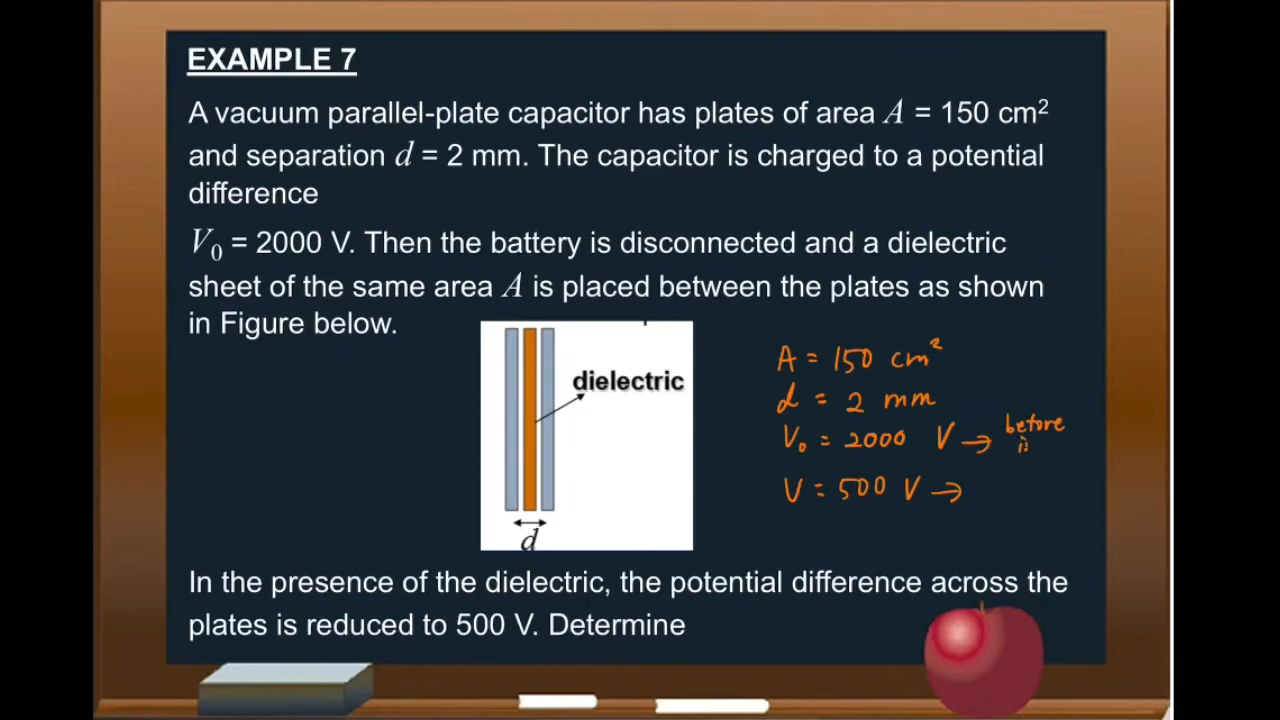 EXAMPLE 7
A vacuum parallel-plate capacitor has plates of area A = 150 cm²
and separation d = 2 mm. The capacitor is charged to a potential
difference
V₀ = 2000 V. Then the battery is disconnected and a dielectric
sheet of the same area A is placed between the plates as shown
in Figure below.
dielectric
d
A = 150 cm²
d = 2 mm
V₀ = 2000 V → before
V = 500 V →
In the presence of the dielectric, the potential difference across the
plates is reduced to 500 V. Determine